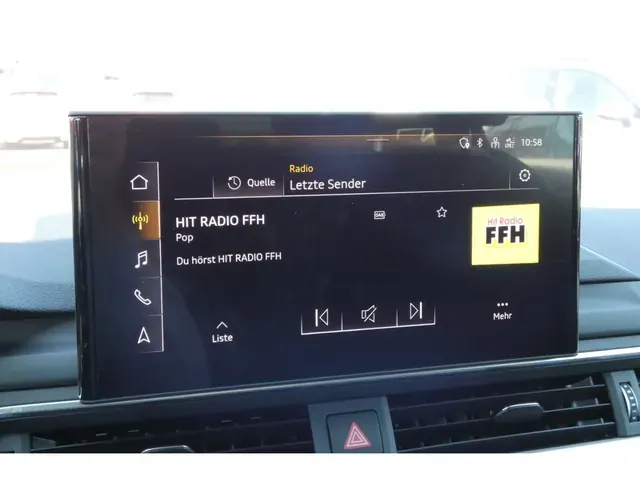 10:58
Radio
Quelle
Letzte Sender
HIT RADIO FFH
Pop
Du hörst HIT RADIO FFH
Hit Radio
FFH
Liste
Mehr